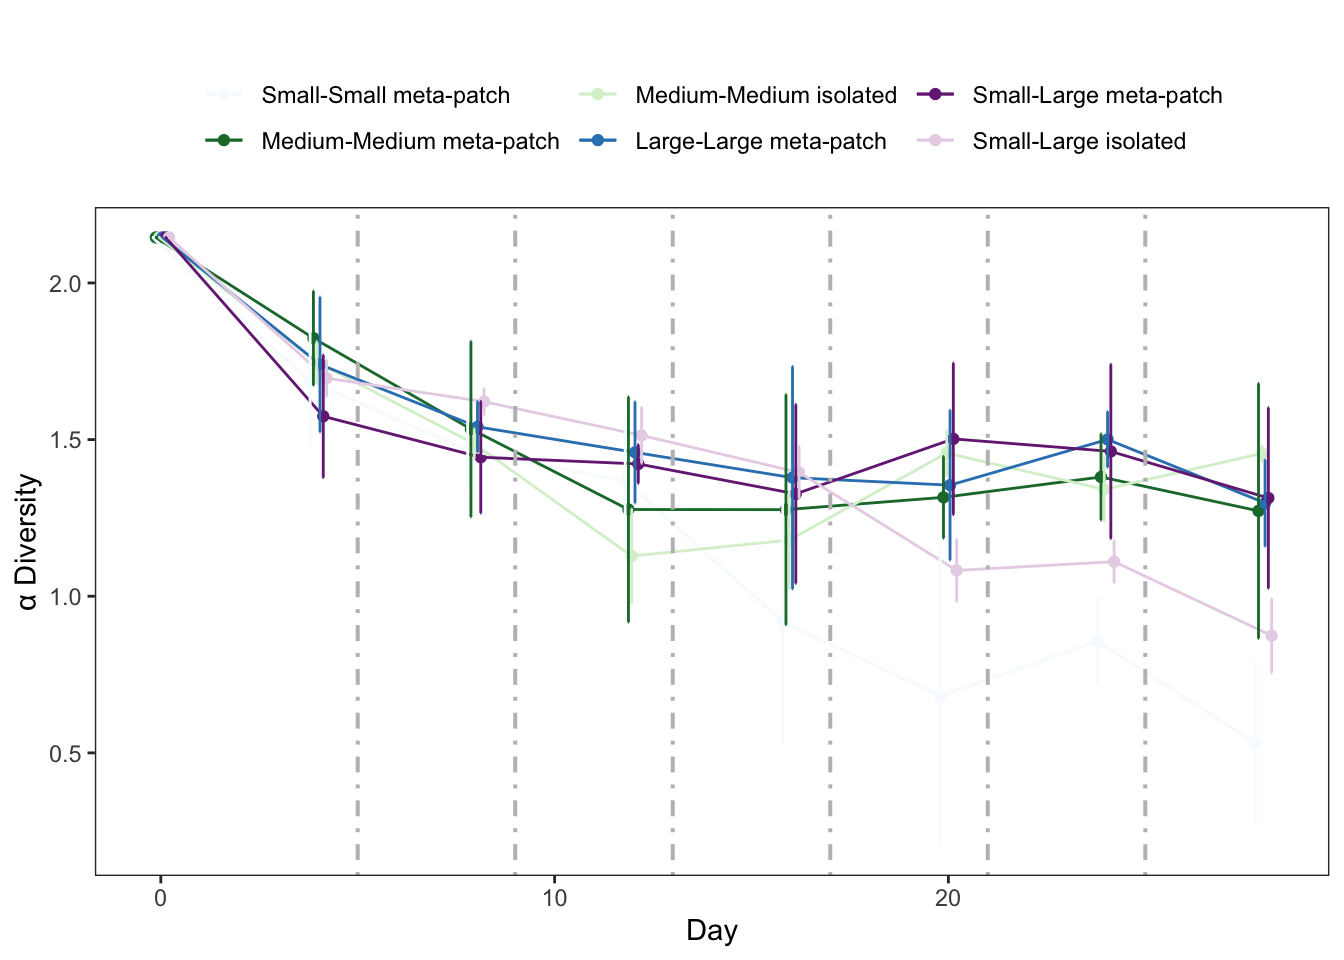 Small-Small meta-patch Medium-Medium isolated Small-Large meta-patch
Medium-Medium meta-patch Large-Large meta-patch Small-Large isolated
2.0
1.5
1.0
0.5
α Diversity
0 10 20
Day